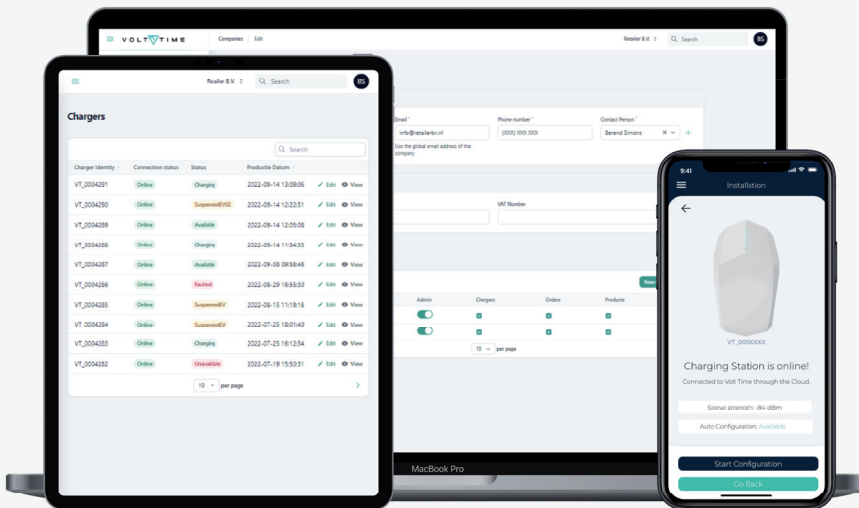 VOLT TIME Companies Edit Retailer B.V. Search BS
Email * Phone number * Contact Person *
info@retailerbv.nl (000) XXX XXX Berend Simons
Use the global email address of the
company
VAT Number
New
Admin Chargers Orders Products
10 per page
MacBook Pro
Retailer B.V. Search BS
Chargers
Search
Charger Identity Connection status Status Productie Datum
VT_0004291 Online Charging 2022-09-14 13:09:06 Edit View
VT_0004290 Online SuspendedEVSE 2022-09-14 12:22:51 Edit View
VT_0004289 Online Available 2022-09-14 12:05:08 Edit View
VT_0004288 Online Charging 2022-09-14 11:54:55 Edit View
VT_0004287 Online Available 2022-09-08 09:58:46 Edit View
VT_0004286 Online Faulted 2022-08-29 16:55:30 Edit View
VT_0004285 Online SuspendedEV 2022-08-15 11:19:16 Edit View
VT_0004284 Online SuspendedEV 2022-07-25 18:01:40 Edit View
VT_0004283 Online Charging 2022-07-25 16:12:54 Edit View
VT_0004282 Online Unavailable 2022-07-19 15:50:31 Edit View
10 per page
9:41
Installation
VT_000XXXX
Charging Station is online!
Connected to Volt Time through the Cloud.
Signal strength: -84 dBm
Auto Configuration: Available
Start Configuration
Go Back